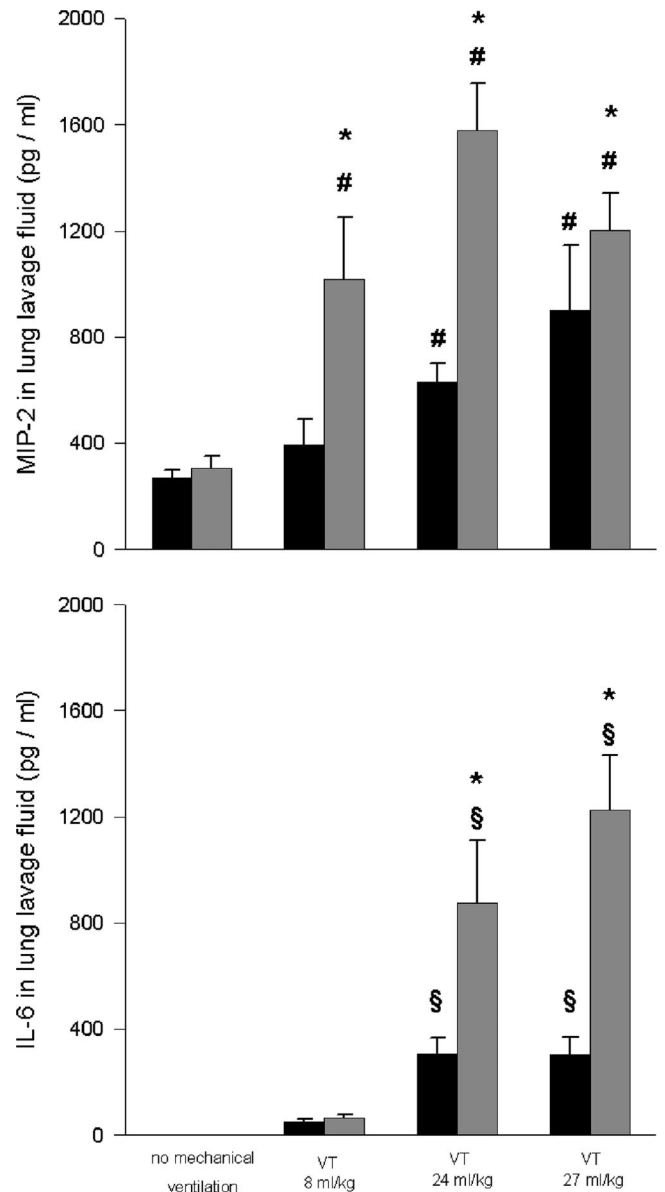 MIP-2 in lung lavage fluid (pg / ml)
2000
1600
1200
800
400
0
*
#
*
#
*
#
#
#
IL-6 in lung lavage fluid (pg / ml)
2000
1600
1200
800
400
0
*
§
*
§
§
§
no mechanical
ventilation
VT
8 ml/kg
VT
24 ml/kg
VT
27 ml/kg